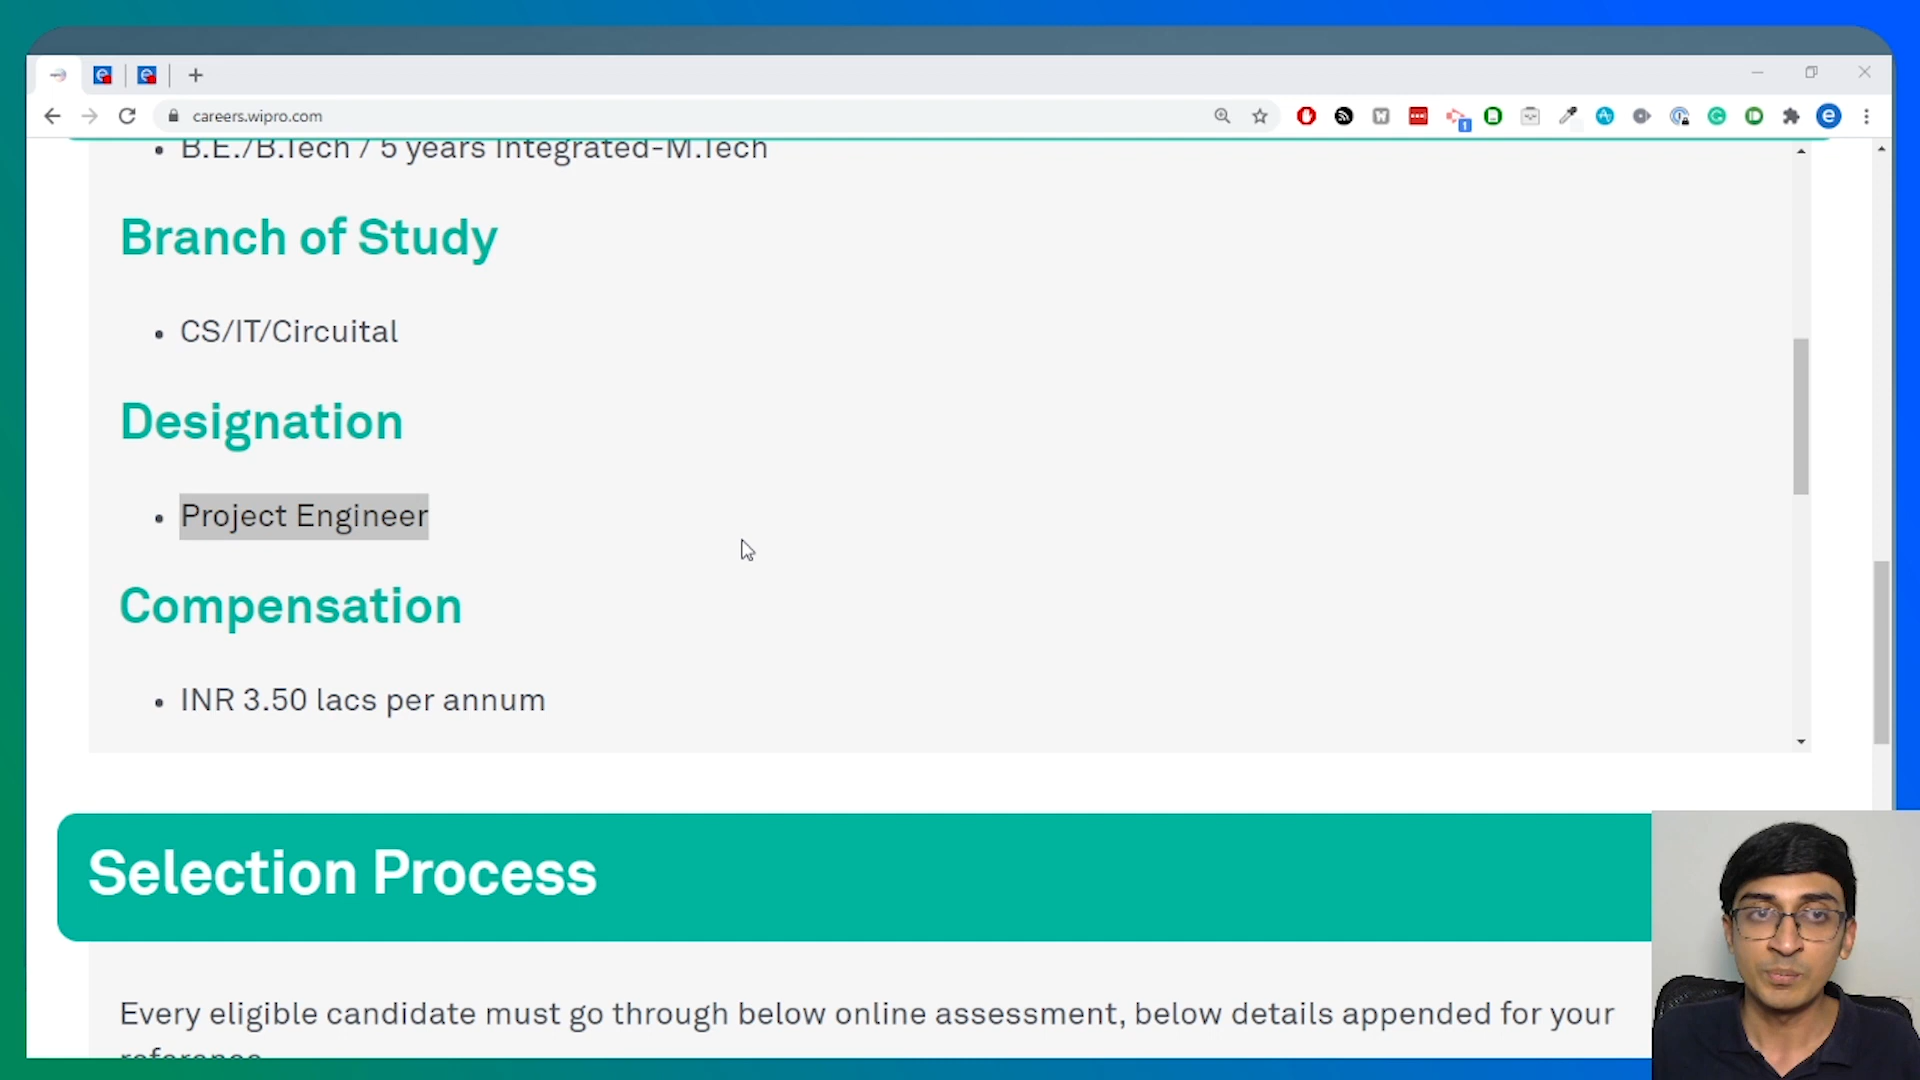 careers.wipro.com
1
e
B.E./B.Tech / 5 years Integrated-M.Tech
Branch of Study
CS/IT/Circuital
Designation
Project Engineer
Compensation
INR 3.50 lacs per annum
Selection Process
Every eligible candidate must go through below online assessment, below details appended for your
reference